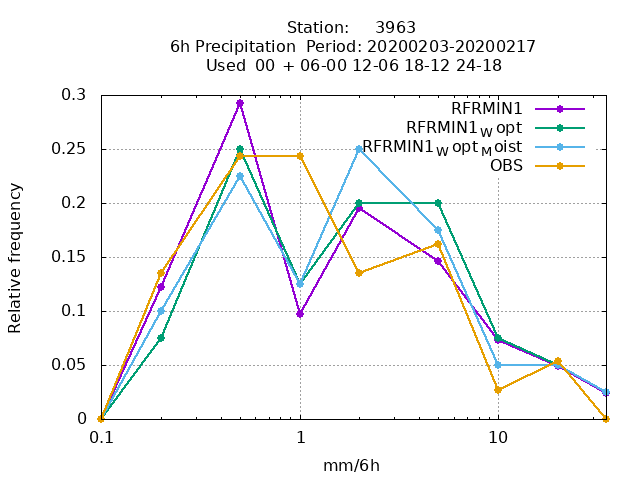 Station:     3963
6h Precipitation  Period: 20200203-20200217
Used  00  + 06-00 12-06 18-12 24-18
RFRMIN1
RFRMIN1Wopt
RFRMIN1WoptMoist
OBS
Relative frequency
0.3
0.25
0.2
0.15
0.1
0.05
0
0.1 1 10
mm/6h